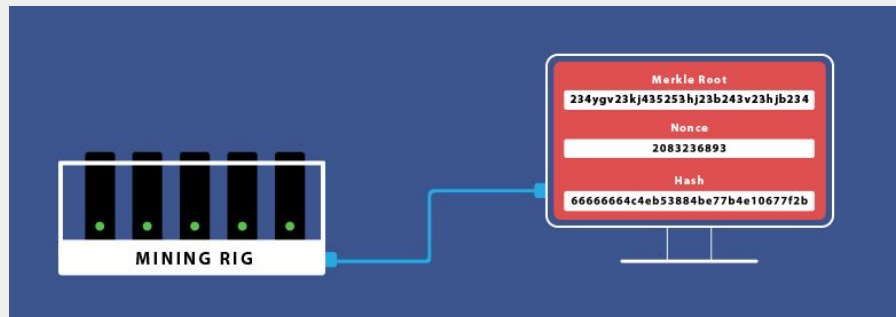 Merkle Root
234ygv23kj435253hj23b243v23hjb234
Nonce
2083236893
Hash
66666664c4eb53884be77b4e10677f2b
MINING RIG